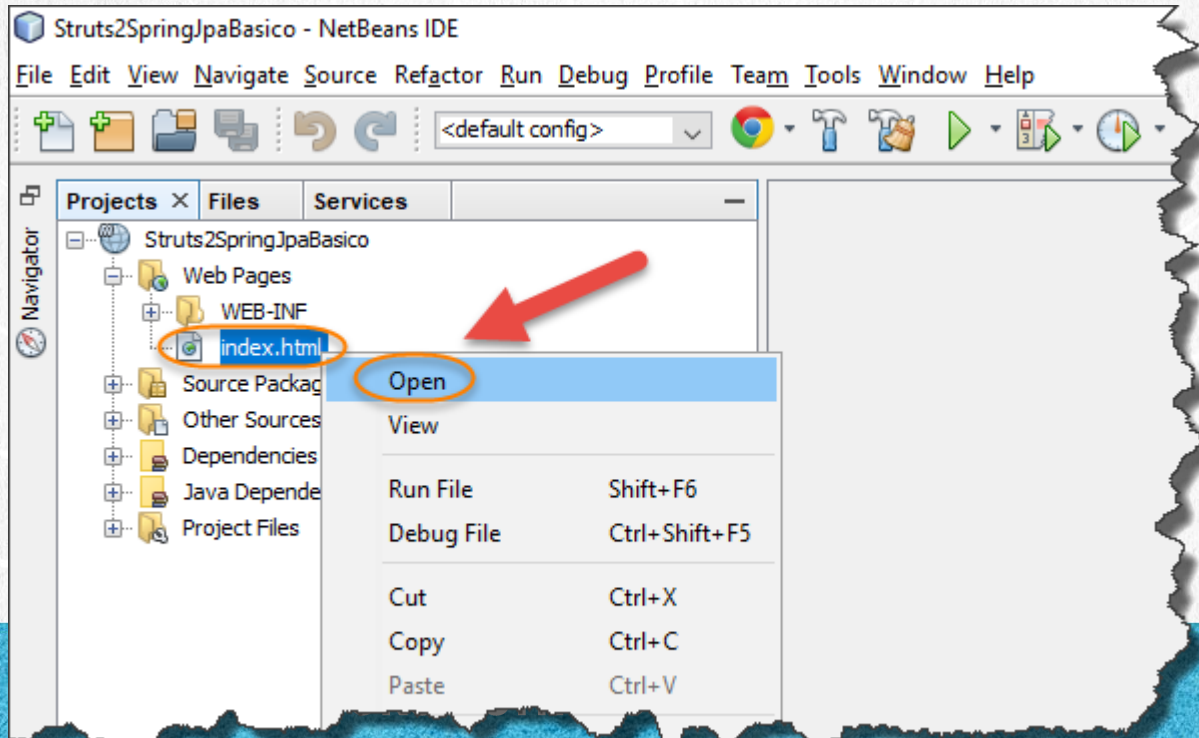 Struts2SpringJpaBasico - NetBeans IDE
File Edit View Navigate Source Refactor Run Debug Profile Team Tools Window Help
<default config>
Projects Files Services
Navigator
Struts2SpringJpaBasico
Web Pages
WEB-INF
index.html
Source Packag
Other Sources
Dependencies
Java Depende
Project Files
Open
View
Run File Shift+F6
Debug File Ctrl+Shift+F5
Cut Ctrl+X
Copy Ctrl+C
Paste Ctrl+V